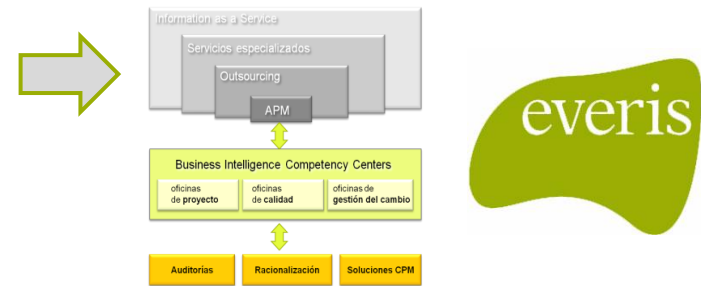 Information as a Service
Servicios especializados
Outsourcing
APM
Business Intelligence Competency Centers
oficinas
de proyecto
oficinas
de calidad
oficinas de
gestión del cambio
Auditorías
Racionalización
Soluciones CPM
everis